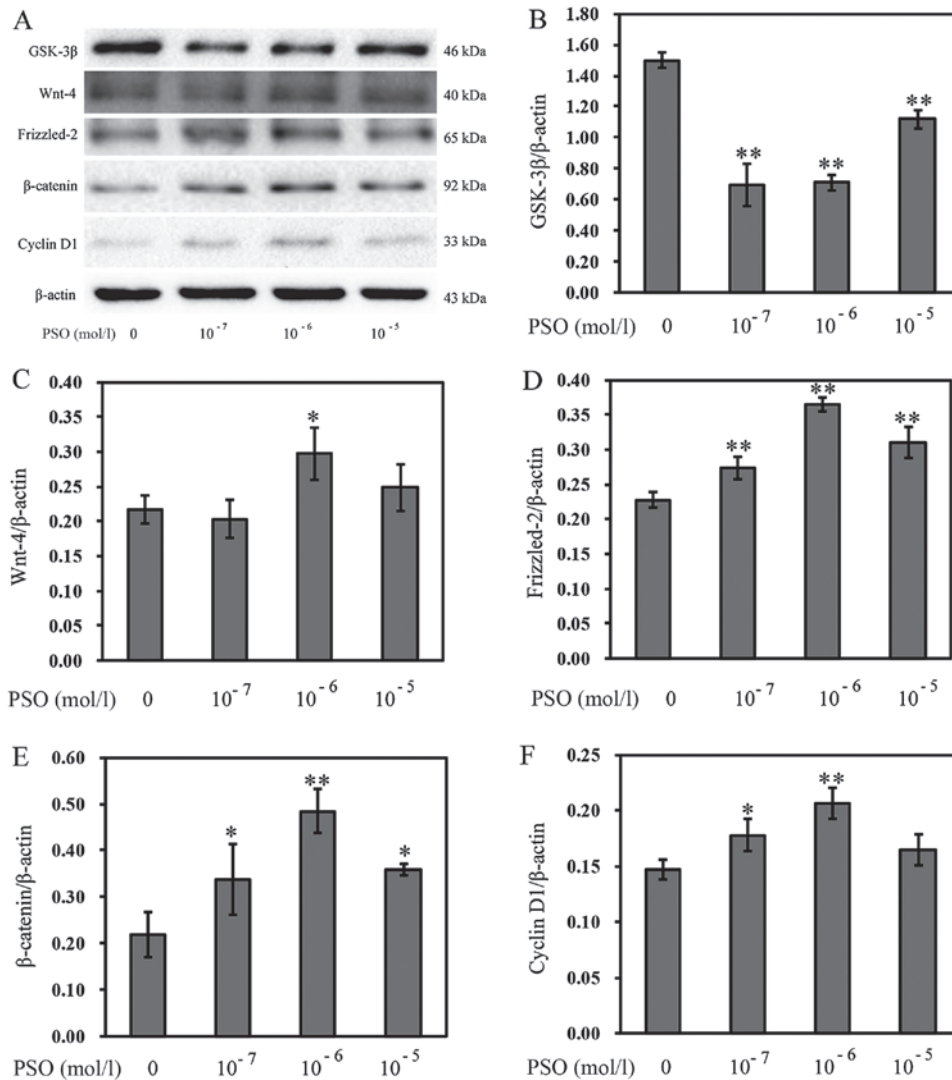 A
GSK-3β 46 kDa
Wnt-4 40 kDa
Frizzled-2 65 kDa
β-catenin 92 kDa
Cyclin D1 33 kDa
β-actin 43 kDa
PSO (mol/l) 0 10⁻⁷ 10⁻⁶ 10⁻⁵
B
GSK-3β/β-actin
1.60
1.40
1.20
1.00
0.80
0.60
0.40
0.20
0.00
** ** **
0 10⁻⁷ 10⁻⁶ 10⁻⁵
C
Wnt-4/β-actin
0.40
0.35
0.30
0.25
0.20
0.15
0.10
0.05
0.00
*
PSO (mol/l) 0 10⁻⁷ 10⁻⁶ 10⁻⁵
D
Frizzled-2/β-actin
0.40
0.35
0.30
0.25
0.20
0.15
0.10
0.05
0.00
** ** **
PSO (mol/l) 0 10⁻⁷ 10⁻⁶ 10⁻⁵
E
β-catenin/β-actin
0.60
0.50
0.40
0.30
0.20
0.10
0.00
* ** *
PSO (mol/l) 0 10⁻⁷ 10⁻⁶ 10⁻⁵
F
Cyclin D1/β-actin
0.25
0.20
0.15
0.10
0.05
0.00
* **
PSO (mol/l) 0 10⁻⁷ 10⁻⁶ 10⁻⁵